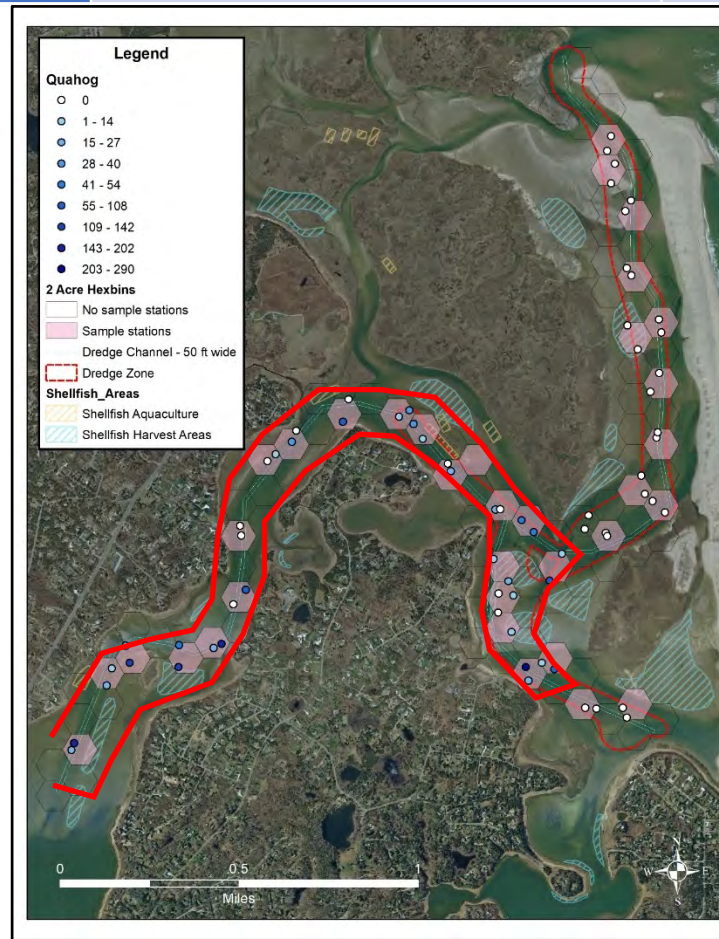 Legend
Quahog
0
1 - 14
15 - 27
28 - 40
41 - 54
55 - 108
109 - 142
143 - 202
203 - 290
2 Acre Hexbins
No sample stations
Sample stations
Dredge Channel - 50 ft wide
Dredge Zone
Shellfish_Areas
Shellfish Aquaculture
Shellfish Harvest Areas
0 0.5 1
Miles
N
W E
S